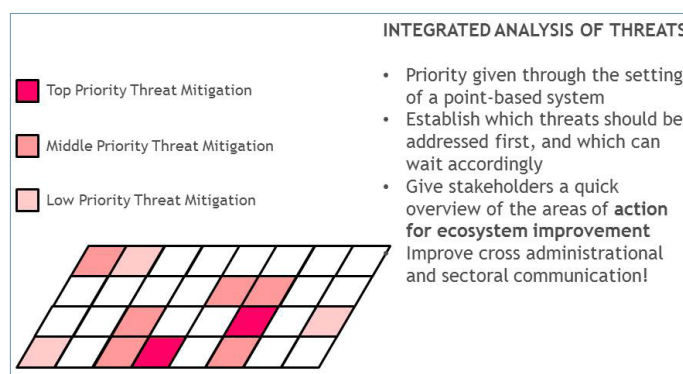 INTEGRATED ANALYSIS OF THREATS
Top Priority Threat Mitigation
Middle Priority Threat Mitigation
Low Priority Threat Mitigation
• Priority given through the setting
of a point-based system
• Establish which threats should be
addressed first, and which can
wait accordingly
• Give stakeholders a quick
overview of the areas of action
for ecosystem improvement
Improve cross administrational
and sectoral communication!